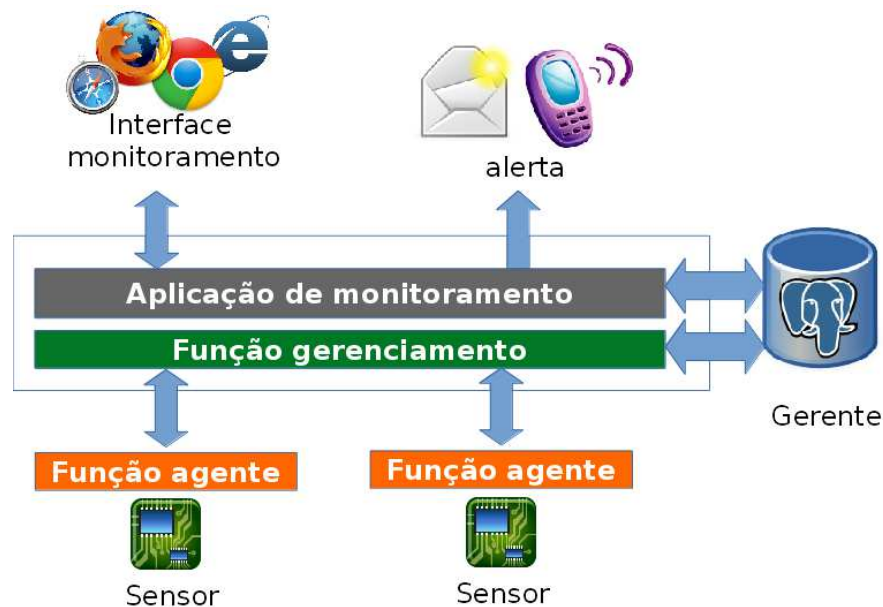 Interface
monitoramento
alerta
Aplicação de monitoramento
Função gerenciamento
Gerente
Função agente
Função agente
Sensor
Sensor